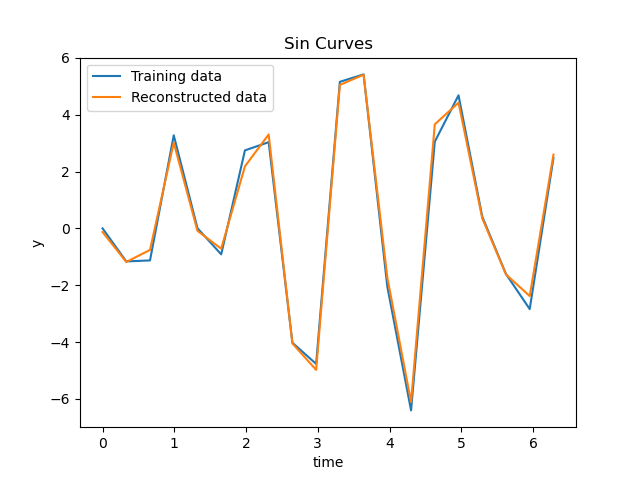 Sin Curves
Training data
Reconstructed data
6
4
2
0
−2
−4
−6
y
0 1 2 3 4 5 6
time